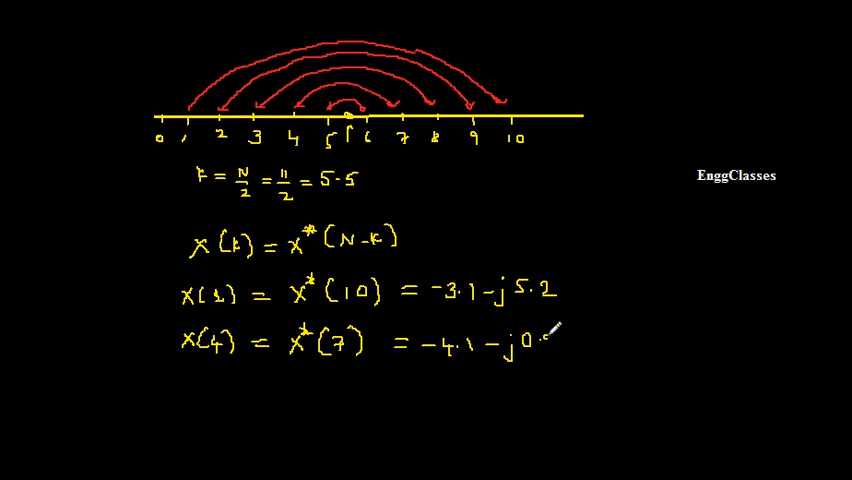 0 1 2 3 4 5 6 7 8 9 10
k = N/2 = 11/2 = 5.5
EnggClasses
X(k) = X*(N-k)
X(1) = X*(10) = -3.1 - j5.2
X(4) = X*(7) = -4.1 - j0.